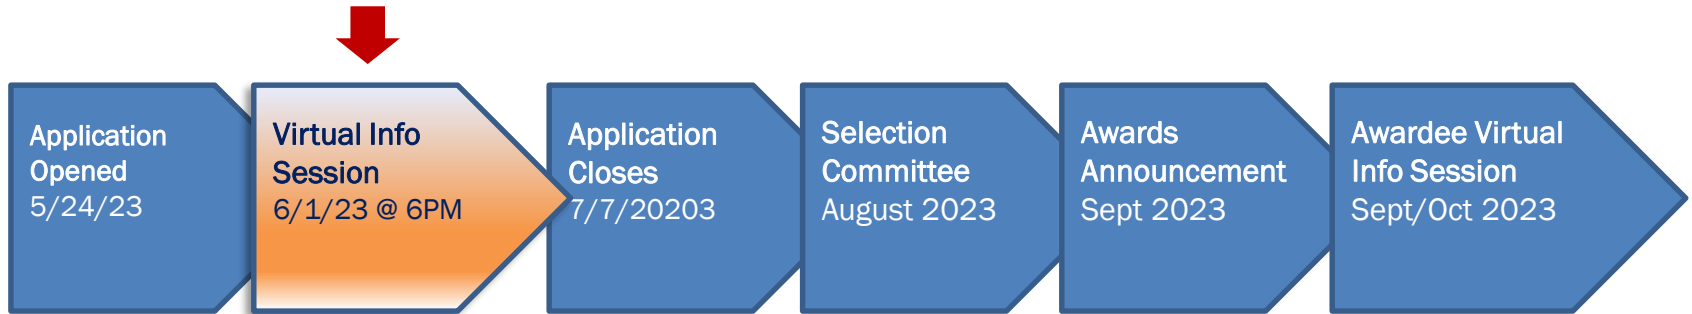 Application
Opened
5/24/23
Virtual Info
Session
6/1/23 @ 6PM
Application
Closes
7/7/20203
Selection
Committee
August 2023
Awards
Announcement
Sept 2023
Awardee Virtual
Info Session
Sept/Oct 2023